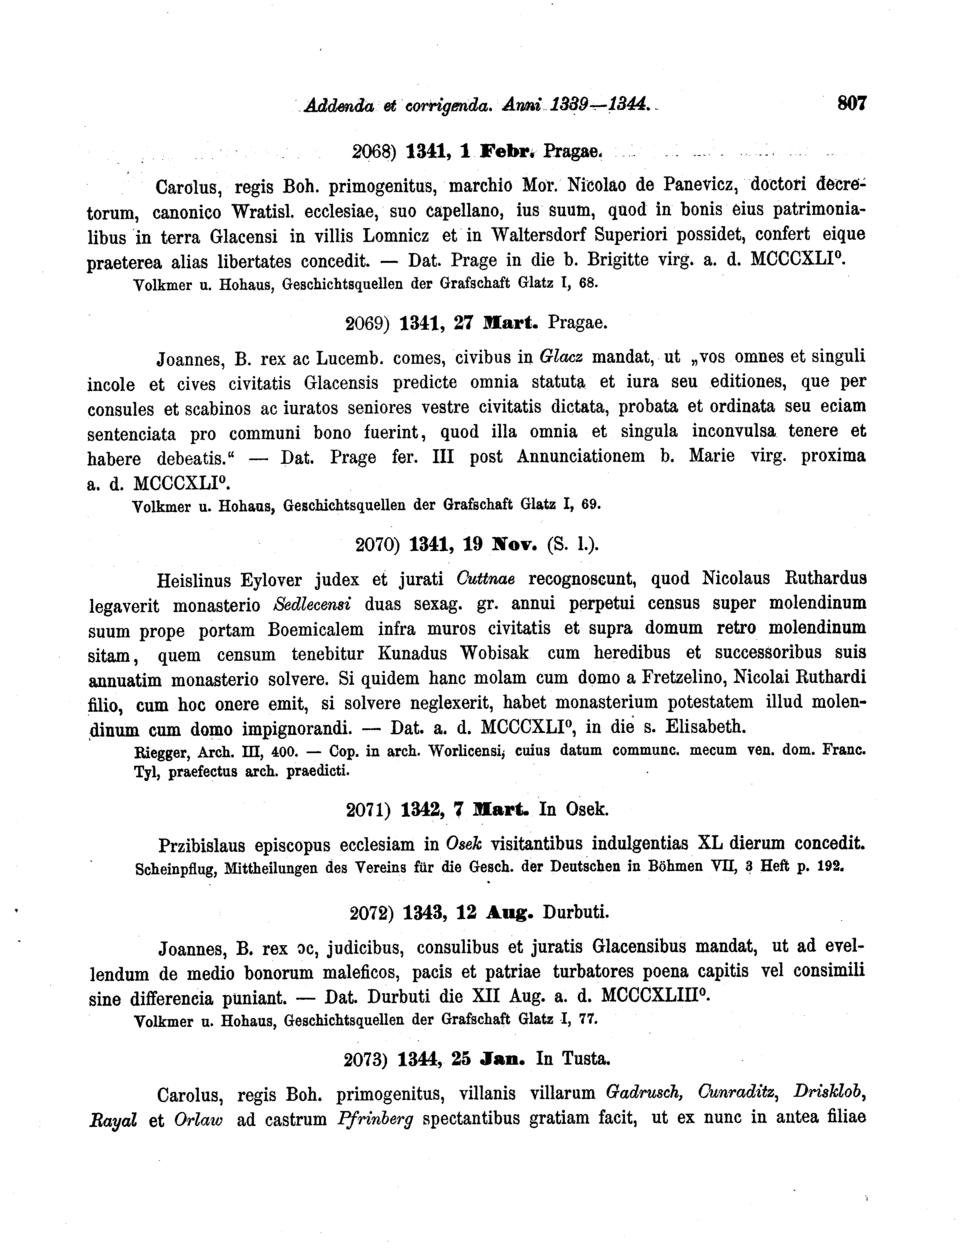 Addenda et corrigenda. Anni 1339—1344. 807
2068) 1341, 1 Febr. Pragae.
Carolus, regis Boh. primogenitus, marchio Mor. Nicolao de Panevicz, doctori decre-
torum, canonico Wratisl. ecclesiae, suo capellano, ius suum, quod in bonis eius patrimonia-
libus in terra Glacensi in villis Lomnicz et in Waltersdorf Superiori possidet, confert eique
praeterea alias libertates concedit. — Dat. Prage in die b. Brigitte virg. a. d. MCCCXLI⁰.
Volkmer u. Hohaus, Geschichtsquellen der Grafschaft Glatz I, 68.
2069) 1341, 27 Mart. Pragae.
Joannes, B. rex ac Lucemb. comes, civibus in Glacz mandat, ut „vos omnes et singuli
incole et cives civitatis Glacensis predicte omnia statuta et iura seu editiones, que per
consules et scabinos ac iuratos seniores vestre civitatis dictata, probata et ordinata seu eciam
sentenciata pro communi bono fuerint, quod illa omnia et singula inconvulsa tenere et
habere debeatis.“ — Dat. Prage fer. III post Annunciationem b. Marie virg. proxima
a. d. MCCCXLI⁰.
Volkmer u. Hohaus, Geschichtsquellen der Grafschaft Glatz I, 69.
2070) 1341, 19 Nov. (S. l.).
Heislinus Eylover judex et jurati Cuttnae recognoscunt, quod Nicolaus Ruthardus
legaverit monasterio Sedlecensi duas sexag. gr. annui perpetui census super molendinum
suum prope portam Boemicalem infra muros civitatis et supra domum retro molendinum
sitam, quem censum tenebitur Kunadus Wobisak cum heredibus et successoribus suis
annuatim monasterio solvere. Si quidem hanc molam cum domo a Fretzelino, Nicolai Ruthardi
filio, cum hoc onere emit, si solvere neglexerit, habet monasterium potestatem illud molen-
dinum cum domo impignorandi. — Dat. a. d. MCCCXLI⁰, in die s. Elisabeth.
Riegger, Arch. III, 400. — Cop. in arch. Worlicensi, cuius datum communc. mecum ven. dom. Franc.
Tyl, praefectus arch. praedicti.
2071) 1342, 7 Mart. In Osek.
Przibislaus episcopus ecclesiam in Osek visitantibus indulgentias XL dierum concedit.
Scheinpflug, Mittheilungen des Vereins für die Gesch. der Deutschen in Böhmen VII, 3 Heft p. 192.
2072) 1343, 12 Aug. Durbuti.
Joannes, B. rex ac, judicibus, consulibus et juratis Glacensibus mandat, ut ad evel-
lendum de medio bonorum maleficos, pacis et patriae turbatores poena capitis vel consimili
sine differencia puniant. — Dat. Durbuti die XII Aug. a. d. MCCCXLIII⁰.
Volkmer u. Hohaus, Geschichtsquellen der Grafschaft Glatz I, 77.
2073) 1344, 25 Jan. In Tusta.
Carolus, regis Boh. primogenitus, villanis villarum Gadrusch, Cunraditz, Drisklob,
Rayal et Orlaw ad castrum Pfrinberg spectantibus gratiam facit, ut ex nunc in antea filiae